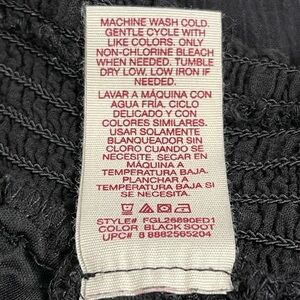 MACHINE WASH COLD.
GENTLE CYCLE WITH
LIKE COLORS. ONLY
NON-CHLORINE BLEACH
WHEN NEEDED. TUMBLE
DRY LOW. LOW IRON IF
NEEDED.
LAVAR A MÁQUINA CON
AGUA FRÍA. CICLO
DELICADO Y CON
COLORES SIMILARES.
USAR SOLAMENTE
BLANQUEADOR SIN
CLORO CUANDO SE
NECESITE. SECAR EN
MÁQUINA A
TEMPERATURA BAJA.
PLANCHAR A
TEMPERATURA BAJA SI
SE NECESITA.
STYLE# FGL26890ED1
COLOR BLACK SOOT
UPC# 8 8862565204